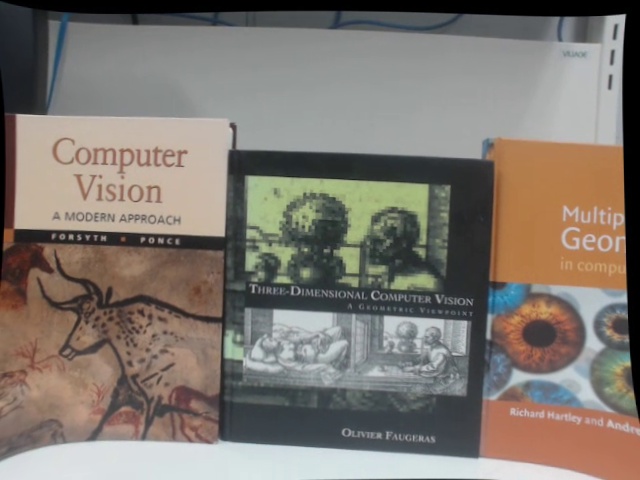 Computer
Vision
A MODERN APPROACH
FORSYTH PONCE
THREE-DIMENSIONAL COMPUTER VISION
A GEOMETRIC VIEWPOINT
OLIVIER FAUGERAS
Multip
Geom
in compu
Richard Hartley and Andre